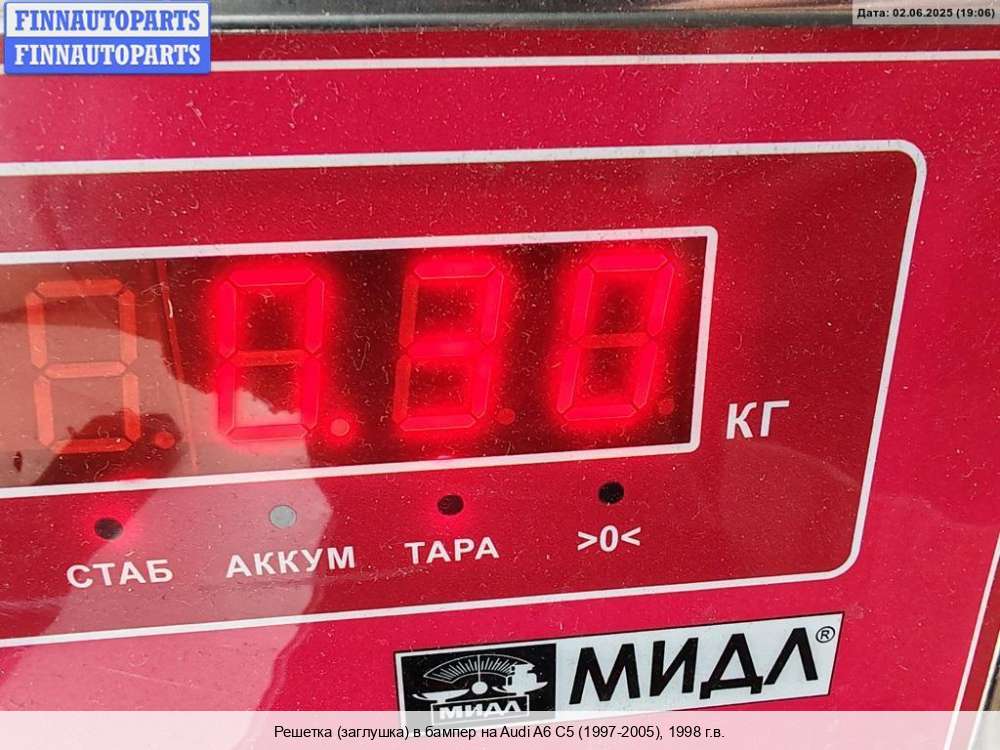 FINNAUTOPARTS
FINNAUTOPARTS
Дата: 02.06.2025 (19:06)
0.30
КГ
СТАБ АККУМ ТАРА >0<
МИДЛ МИДЛ®
Решетка (заглушка) в бампер на Audi A6 C5 (1997-2005), 1998 г.в.